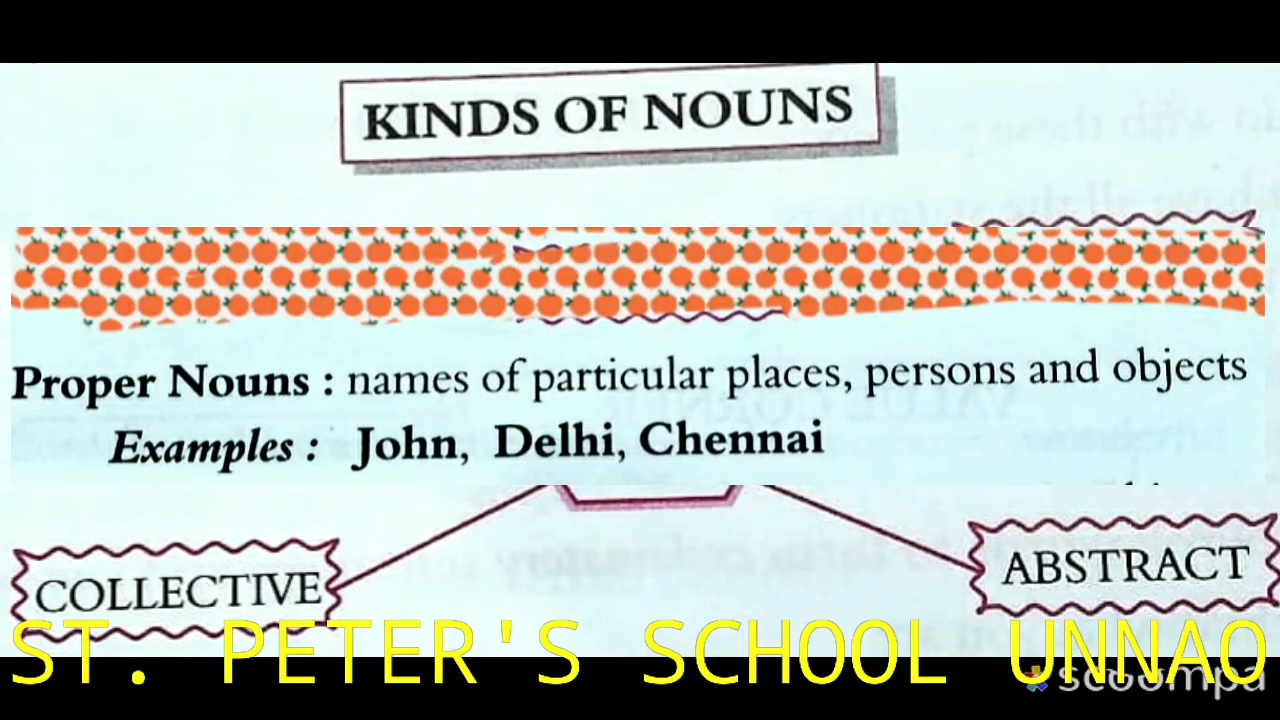 KINDS OF NOUNS
Proper Nouns : names of particular places, persons and objects
Examples : John, Delhi, Chennai
COLLECTIVE
ABSTRACT
ST. PETER'S SCHOOL UNNAO
scoompa